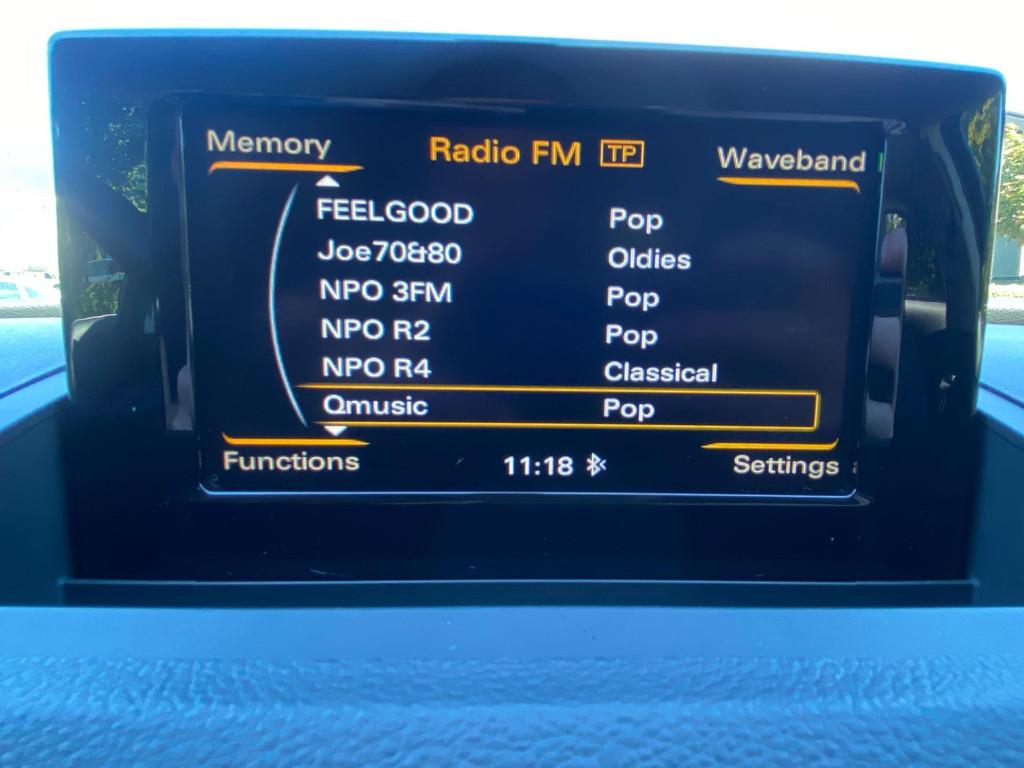 Memory Radio FM TP Waveband
FEELGOOD Pop
Joe70&80 Oldies
NPO 3FM Pop
NPO R2 Pop
NPO R4 Classical
Qmusic Pop
Functions 11:18 Settings